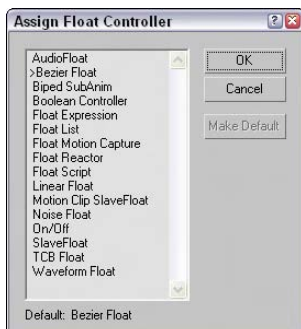 Assign Float Controller
AudioFloat
>Bezier Float
Biped SubAnim
Boolean Controller
Float Expression
Float List
Float Motion Capture
Float Reactor
Float Script
Linear Float
Motion Clip SlaveFloat
Noise Float
On/Off
SlaveFloat
TCB Float
Waveform Float
OK
Cancel
Make Default
Default: Bezier Float